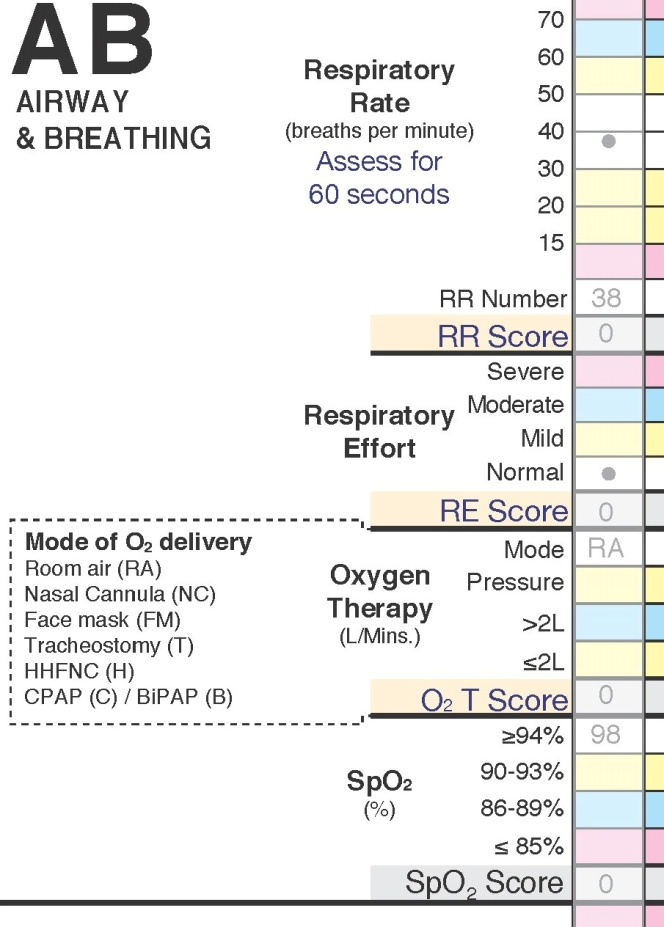 AB
AIRWAY
& BREATHING
Respiratory
Rate
(breaths per minute)
Assess for
60 seconds
70
60
50
40
30
20
15
RR Number 38
RR Score 0
Respiratory
Effort
Severe
Moderate
Mild
Normal
RE Score 0
Mode of O₂ delivery
Room air (RA)
Nasal Cannula (NC)
Face mask (FM)
Tracheostomy (T)
HHFNC (H)
CPAP (C) / BiPAP (B)
Oxygen
Therapy
(L/Mins.)
Mode RA
Pressure
>2L
≤2L
O₂ T Score 0
SpO₂
(%)
≥94% 98
90-93%
86-89%
≤ 85%
SpO₂ Score 0